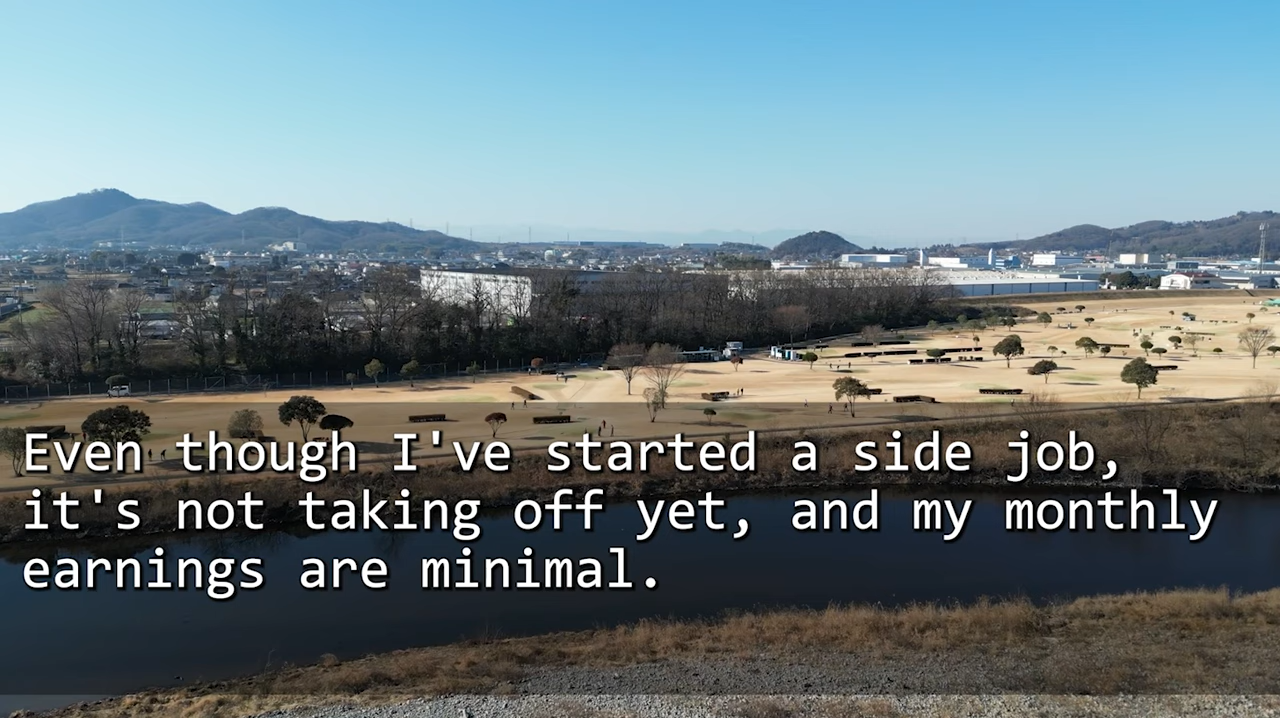 Even though I've started a side job,
it's not taking off yet, and my monthly
earnings are minimal.